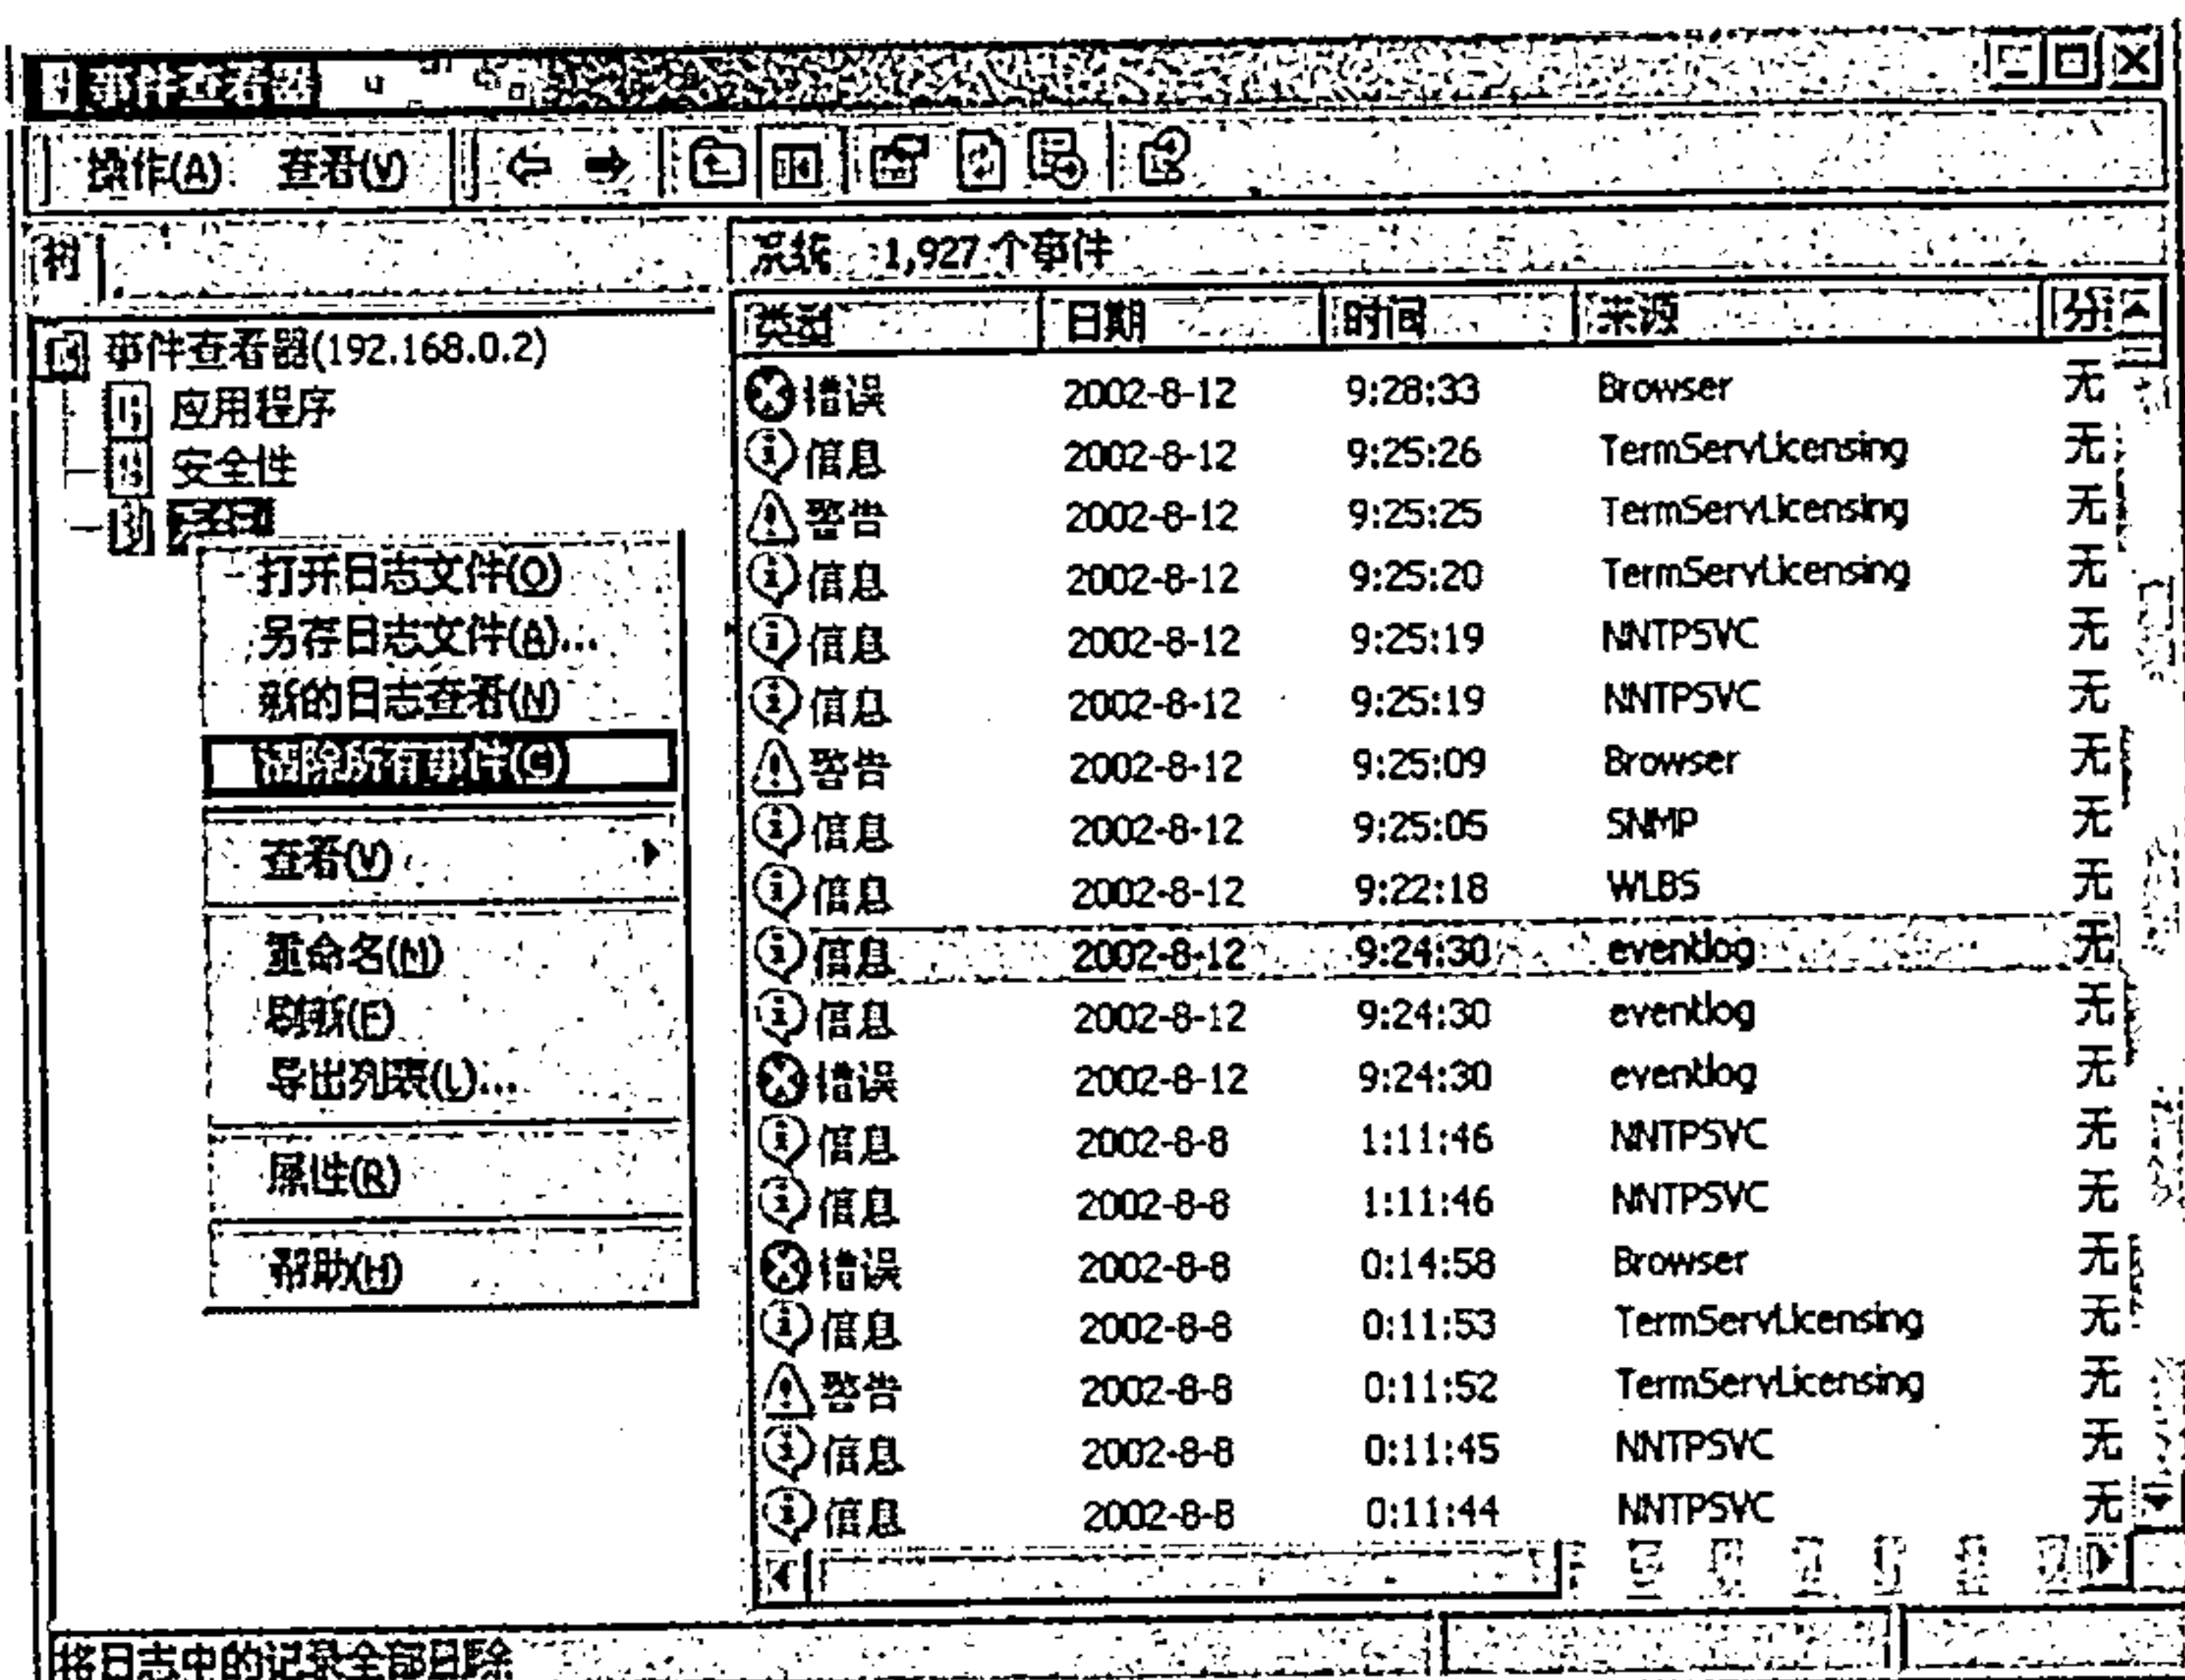 事件查看器
操作(A) 查看(V)
树
系统 1,927 个事件
事件查看器(192.168.0.2)
应用程序
安全性
系统
打开日志文件(O)
另存日志文件(A)...
新的日志查看(N)
清除所有事件(C)
查看(V)
重命名(M)
刷新(F)
导出列表(L)...
属性(R)
帮助(H)
类型 日期 时间 来源 分
错误 2002-8-12 9:28:33 Browser 无
信息 2002-8-12 9:25:26 TermServLicensing 无
警告 2002-8-12 9:25:25 TermServLicensing 无
信息 2002-8-12 9:25:20 TermServLicensing 无
信息 2002-8-12 9:25:19 NNTPSVC 无
信息 2002-8-12 9:25:19 NNTPSVC 无
警告 2002-8-12 9:25:09 Browser 无
信息 2002-8-12 9:25:05 SNMP 无
信息 2002-8-12 9:22:18 WLBS 无
信息 2002-8-12 9:24:30 eventlog 无
信息 2002-8-12 9:24:30 eventlog 无
错误 2002-8-12 9:24:30 eventlog 无
信息 2002-8-8 1:11:46 NNTPSVC 无
信息 2002-8-8 1:11:46 NNTPSVC 无
错误 2002-8-8 0:14:58 Browser 无
信息 2002-8-8 0:11:53 TermServLicensing 无
警告 2002-8-8 0:11:52 TermServLicensing 无
信息 2002-8-8 0:11:45 NNTPSVC 无
信息 2002-8-8 0:11:44 NNTPSVC 无
将日志中的记录全部删除